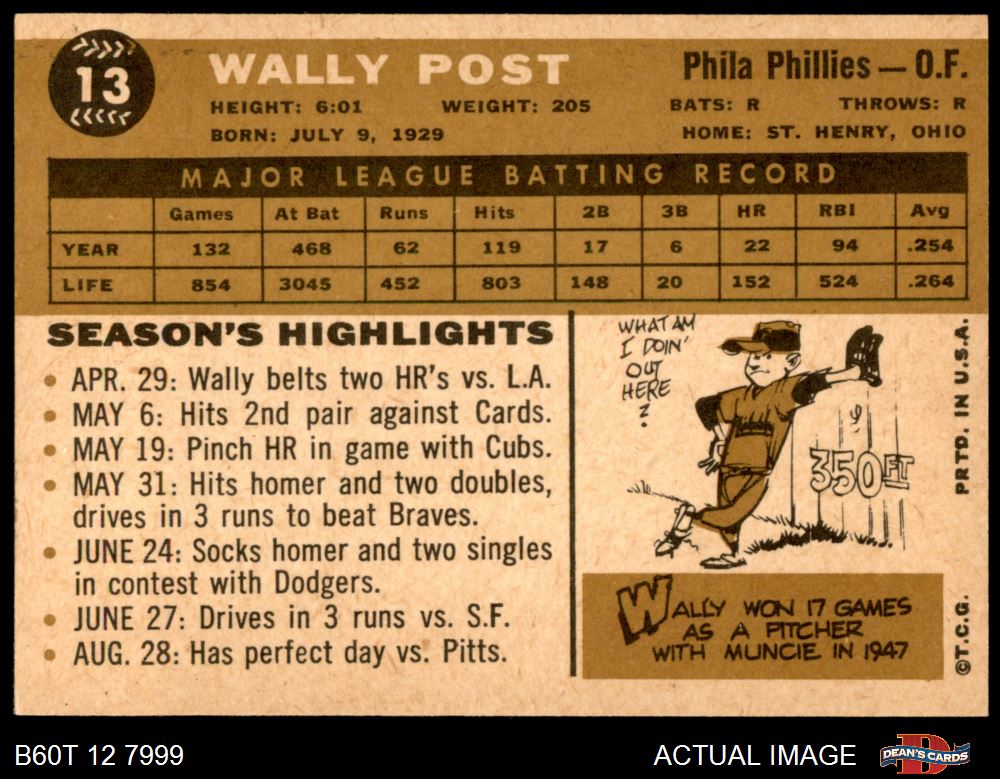 13
WALLY POST
Phila Phillies — O.F.
HEIGHT: 6:01 WEIGHT: 205 BATS: R THROWS: R
BORN: JULY 9, 1929 HOME: ST. HENRY, OHIO
MAJOR LEAGUE BATTING RECORD
Games At Bat Runs Hits 2B 3B HR RBI Avg
YEAR 132 468 62 119 17 6 22 94 .254
LIFE 854 3045 452 803 148 20 152 524 .264
SEASON'S HIGHLIGHTS
• APR. 29: Wally belts two HR's vs. L.A.
• MAY 6: Hits 2nd pair against Cards.
• MAY 19: Pinch HR in game with Cubs.
• MAY 31: Hits homer and two doubles,
drives in 3 runs to beat Braves.
• JUNE 24: Socks homer and two singles
in contest with Dodgers.
• JUNE 27: Drives in 3 runs vs. S.F.
• AUG. 28: Has perfect day vs. Pitts.
WHAT AM
I DOIN'
OUT
HERE
?
350 FT
WALLY WON 17 GAMES
AS A PITCHER
WITH MUNCIE IN 1947
PRTD. IN U.S.A.
©T.C.G.
B60T 12 7999
ACTUAL IMAGE
D
DEAN'S CARDS